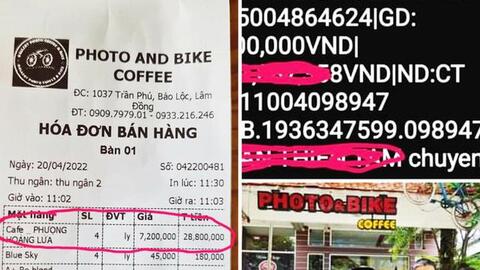 PHOTO AND BIKE
COFFEE
ĐC: 1037 Trần Phú, Bảo Lộc, Lâm
Đồng
ĐT: 0909.7979.01 - 0933.216.246
HÓA ĐƠN BÁN HÀNG
Bàn 01
Ngày: 20/04/2022 Số: 042200481
Thu ngân: thu ngân 2 In lúc: 11:30
Giờ vào: 11:02 Giờ ra: 11:03
Mặt hàng SL ĐVT Giá T tiền
Cafe _ PHƯỢNG
HOÀNG LỬA 4 ly 7,200,000 28,800,000
Blue Sky 4 ly 45,000 180,000
5004864624|GD:
00,000VND|
8VND|ND:CT
11004098947
B.1936347599.098947
chuyen
PHOTO&BIKE
COFFEE